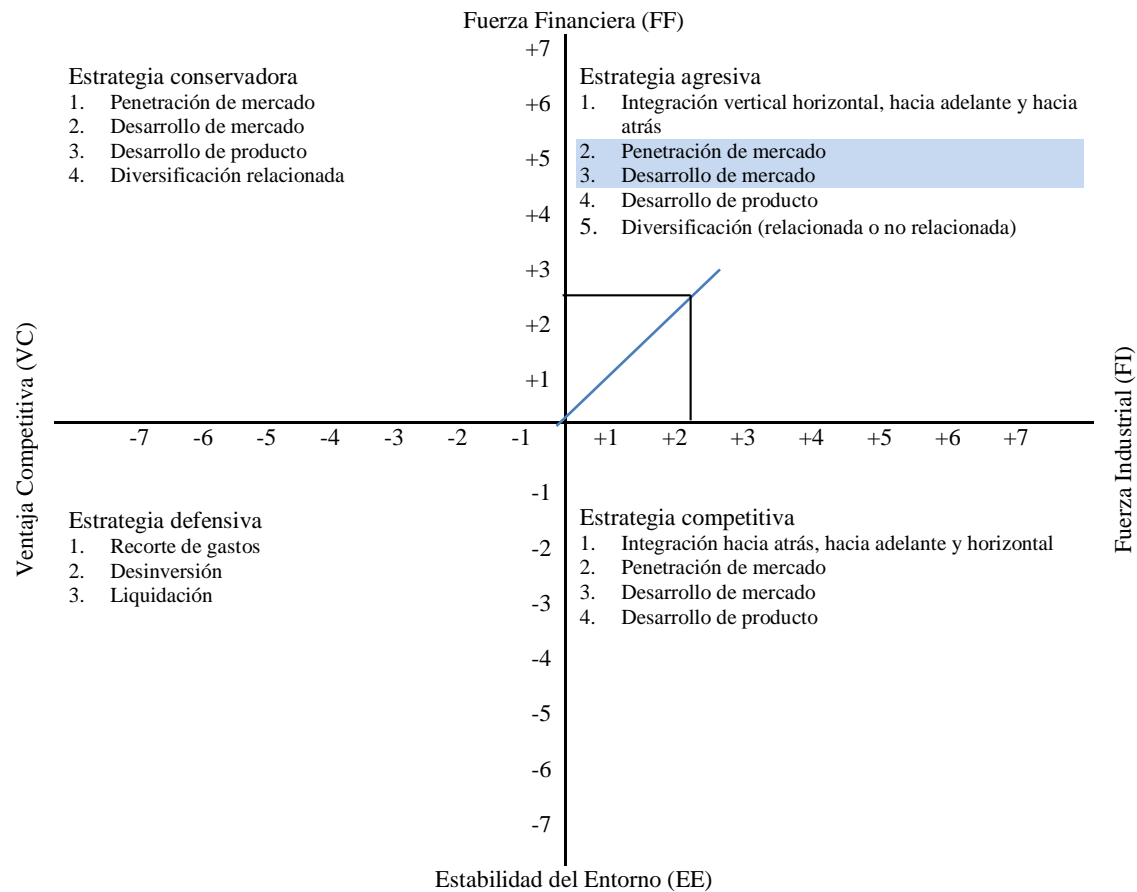 Fuerza Financiera (FF)
+7
Estrategia conservadora
1. Penetración de mercado
2. Desarrollo de mercado
3. Desarrollo de producto
4. Diversificación relacionada
Estrategia agresiva
1. Integración vertical horizontal, hacia adelante y hacia
atrás
2. Penetración de mercado
3. Desarrollo de mercado
4. Desarrollo de producto
5. Diversificación (relacionada o no relacionada)
+6
+5
+4
+3
+2
+1
Ventaja Competitiva (VC)
Fuerza Industrial (FI)
-7 -6 -5 -4 -3 -2 -1 +1 +2 +3 +4 +5 +6 +7
-1
Estrategia defensiva
1. Recorte de gastos
2. Desinversión
3. Liquidación
Estrategia competitiva
1. Integración hacia atrás, hacia adelante y horizontal
2. Penetración de mercado
3. Desarrollo de mercado
4. Desarrollo de producto
-2
-3
-4
-5
-6
-7
Estabilidad del Entorno (EE)